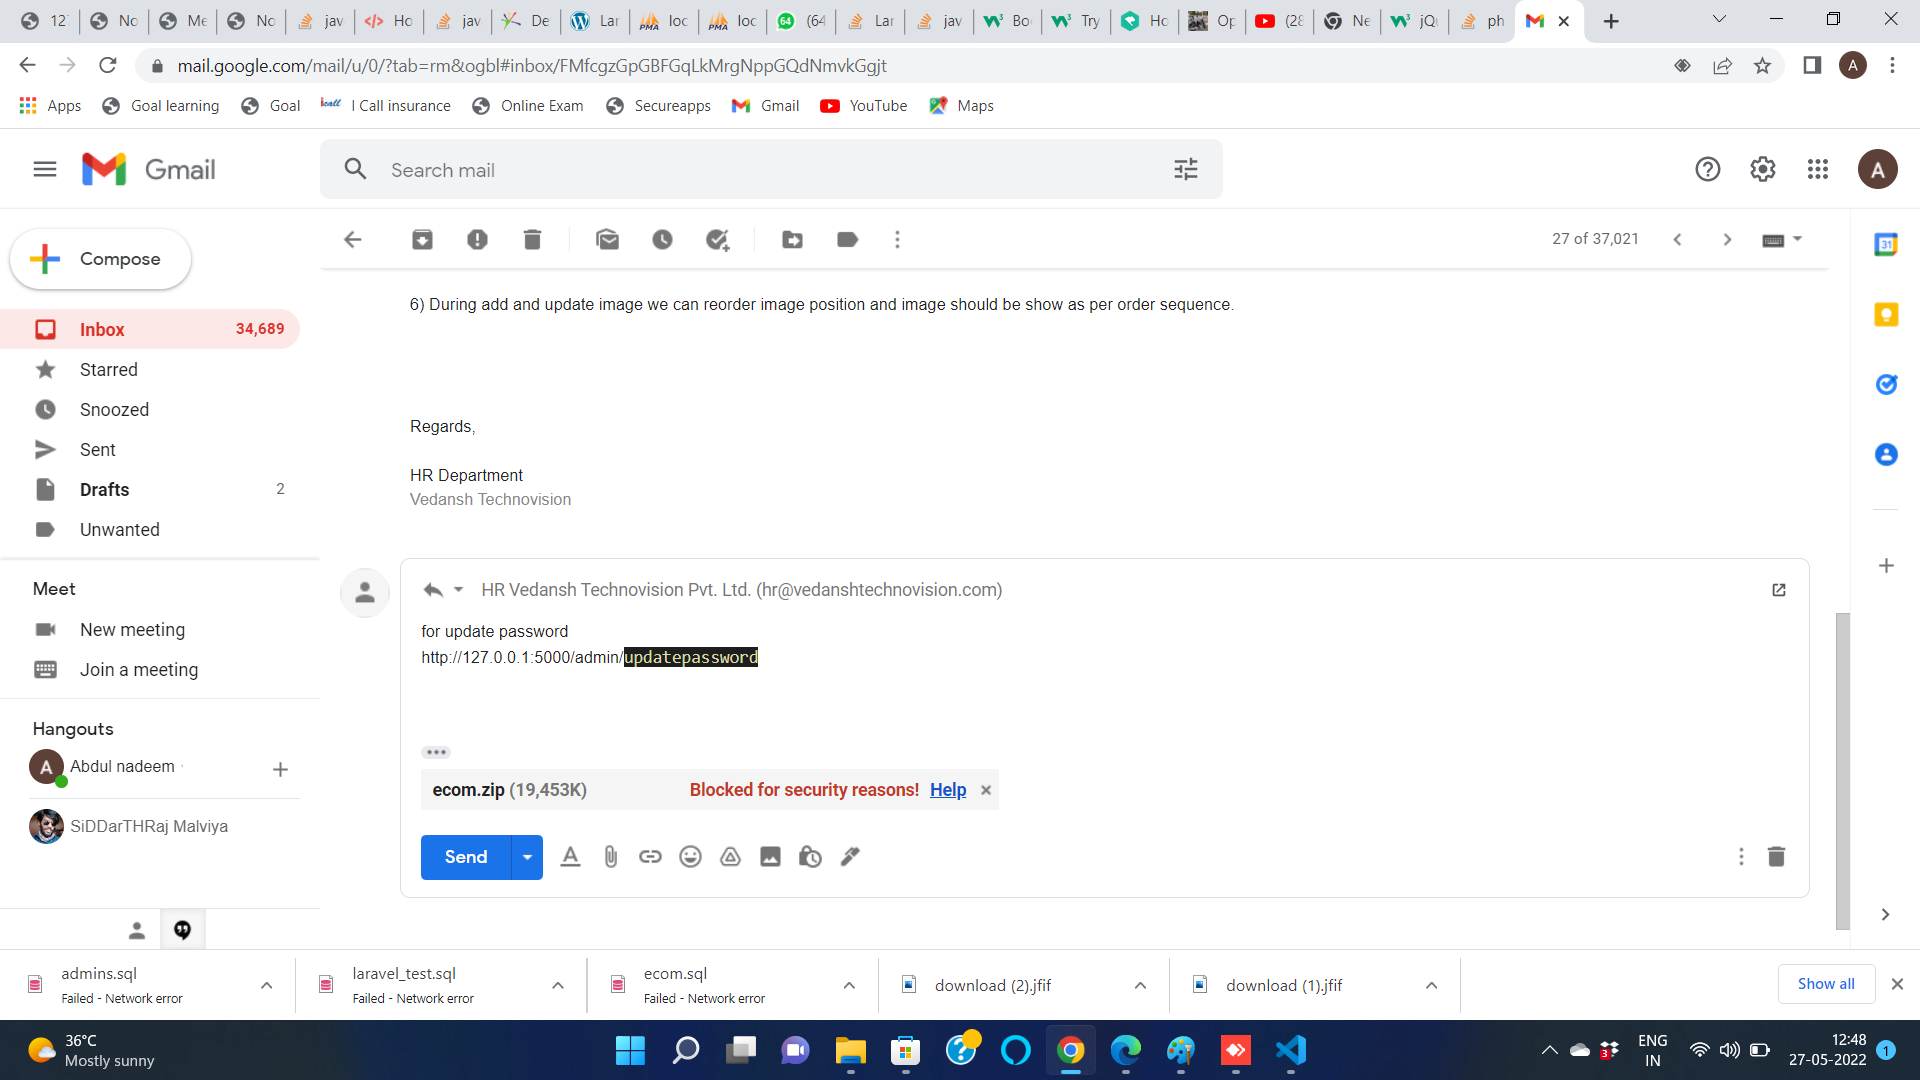 12
No
Me
No
jav
Ho
jav
De
Lar
loc
loc
64 (64
Lar
jav
Bo
Try
Ho
Op
(28
Ne
jQu
ph
mail.google.com/mail/u/0/?tab=rm&ogbl#inbox/FMfcgzGpGBFGqLkMrgNppGQdNmvkGgjt
A
Apps
Goal learning
Goal
I Call insurance
Online Exam
Secureapps
Gmail
YouTube
Maps
Gmail
Search mail
A
Compose
27 of 37,021
Inbox 34,689
Starred
Snoozed
Sent
Drafts 2
Unwanted
Meet
New meeting
Join a meeting
Hangouts
A Abdul nadeem
SiDDarTHRaj Malviya
6) During add and update image we can reorder image position and image should be show as per order sequence.
Regards,
HR Department
Vedansh Technovision
HR Vedansh Technovision Pvt. Ltd. (hr@vedanshtechnovision.com)
for update password
http://127.0.0.1:5000/admin/updatepassword
ecom.zip (19,453K) Blocked for security reasons! Help
Send
31
admins.sql
Failed - Network error
laravel_test.sql
Failed - Network error
ecom.sql
Failed - Network error
download (2).jfif
download (1).jfif
Show all
36°C
Mostly sunny
3
ENG
IN
12:48
27-05-2022
1